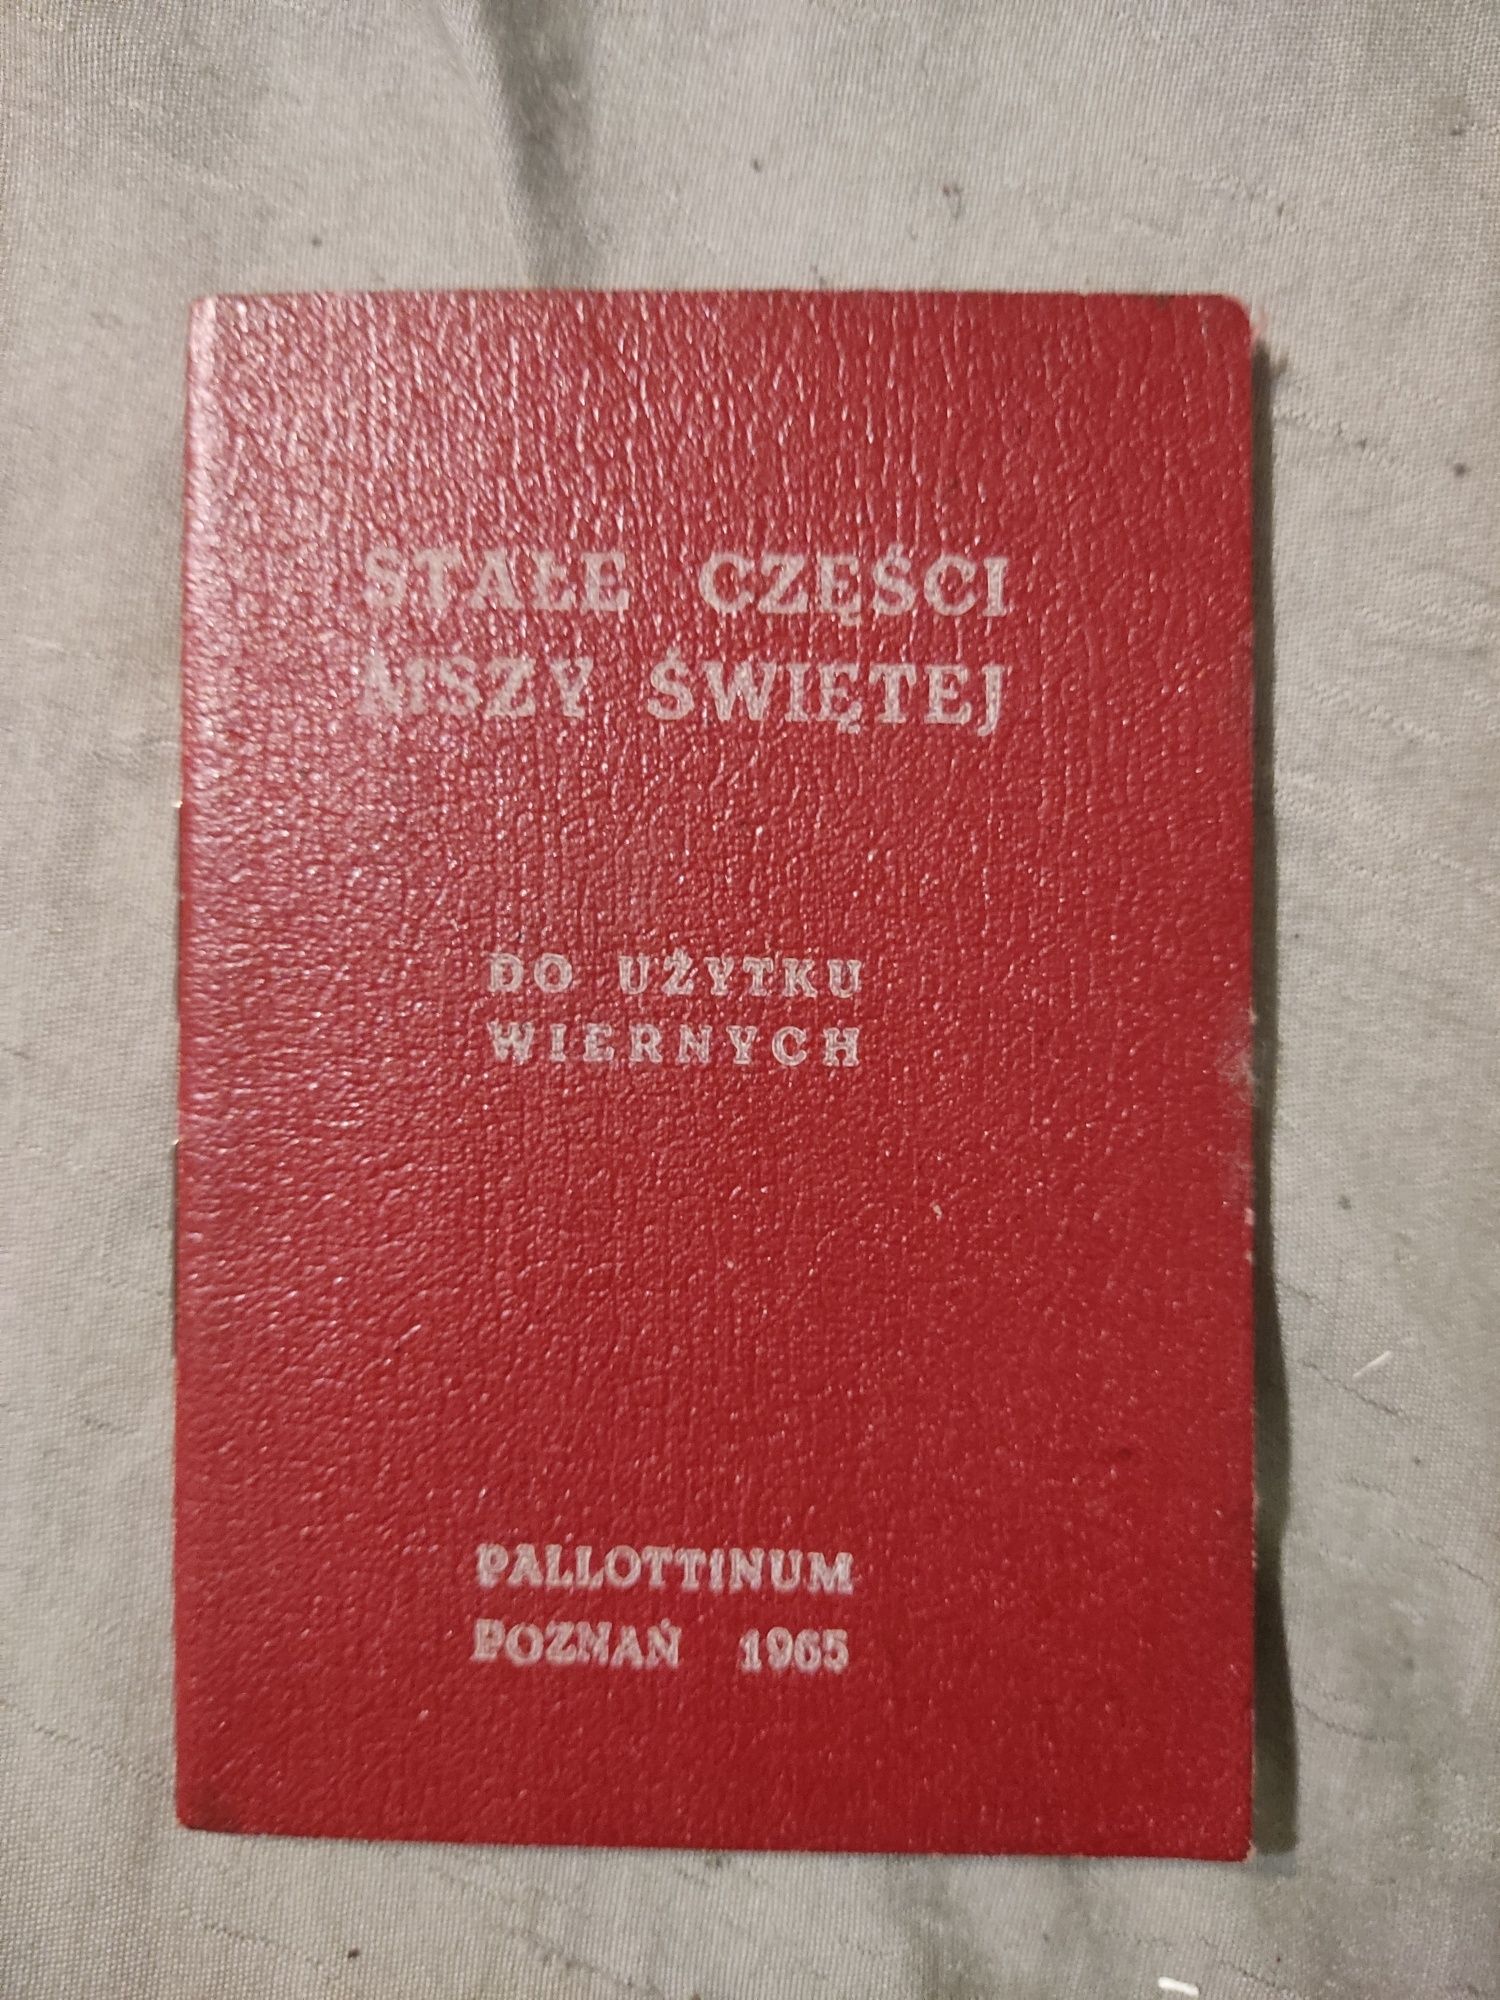 STAŁE CZĘŚCI
MSZY ŚWIĘTEJ
DO UŻYTKU
WIERNYCH
PALLOTTINUM
POZNAŃ 1965